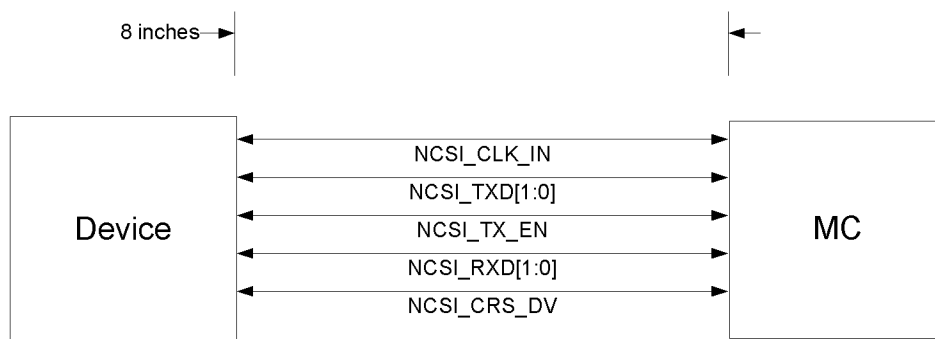 8 inches
NCSI_CLK_IN
NCSI_TXD[1:0]
Device
NCSI_TX_EN
MC
NCSI_RXD[1:0]
NCSI_CRS_DV